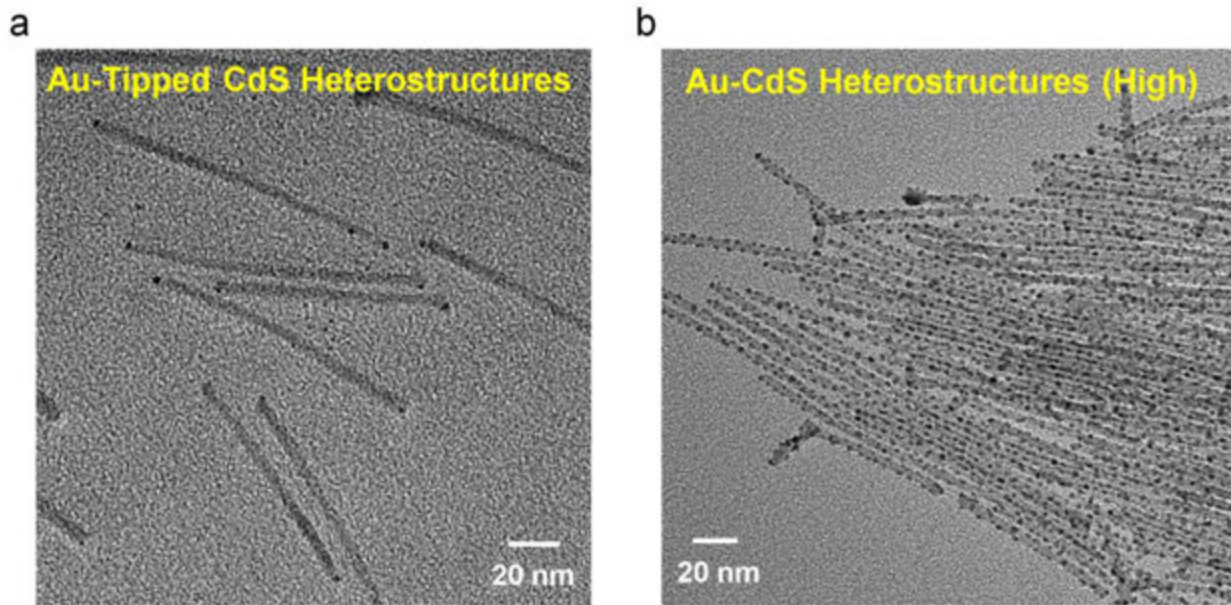 a
b
Au-Tipped CdS Heterostructures
Au-CdS Heterostructures (High)
20 nm
20 nm